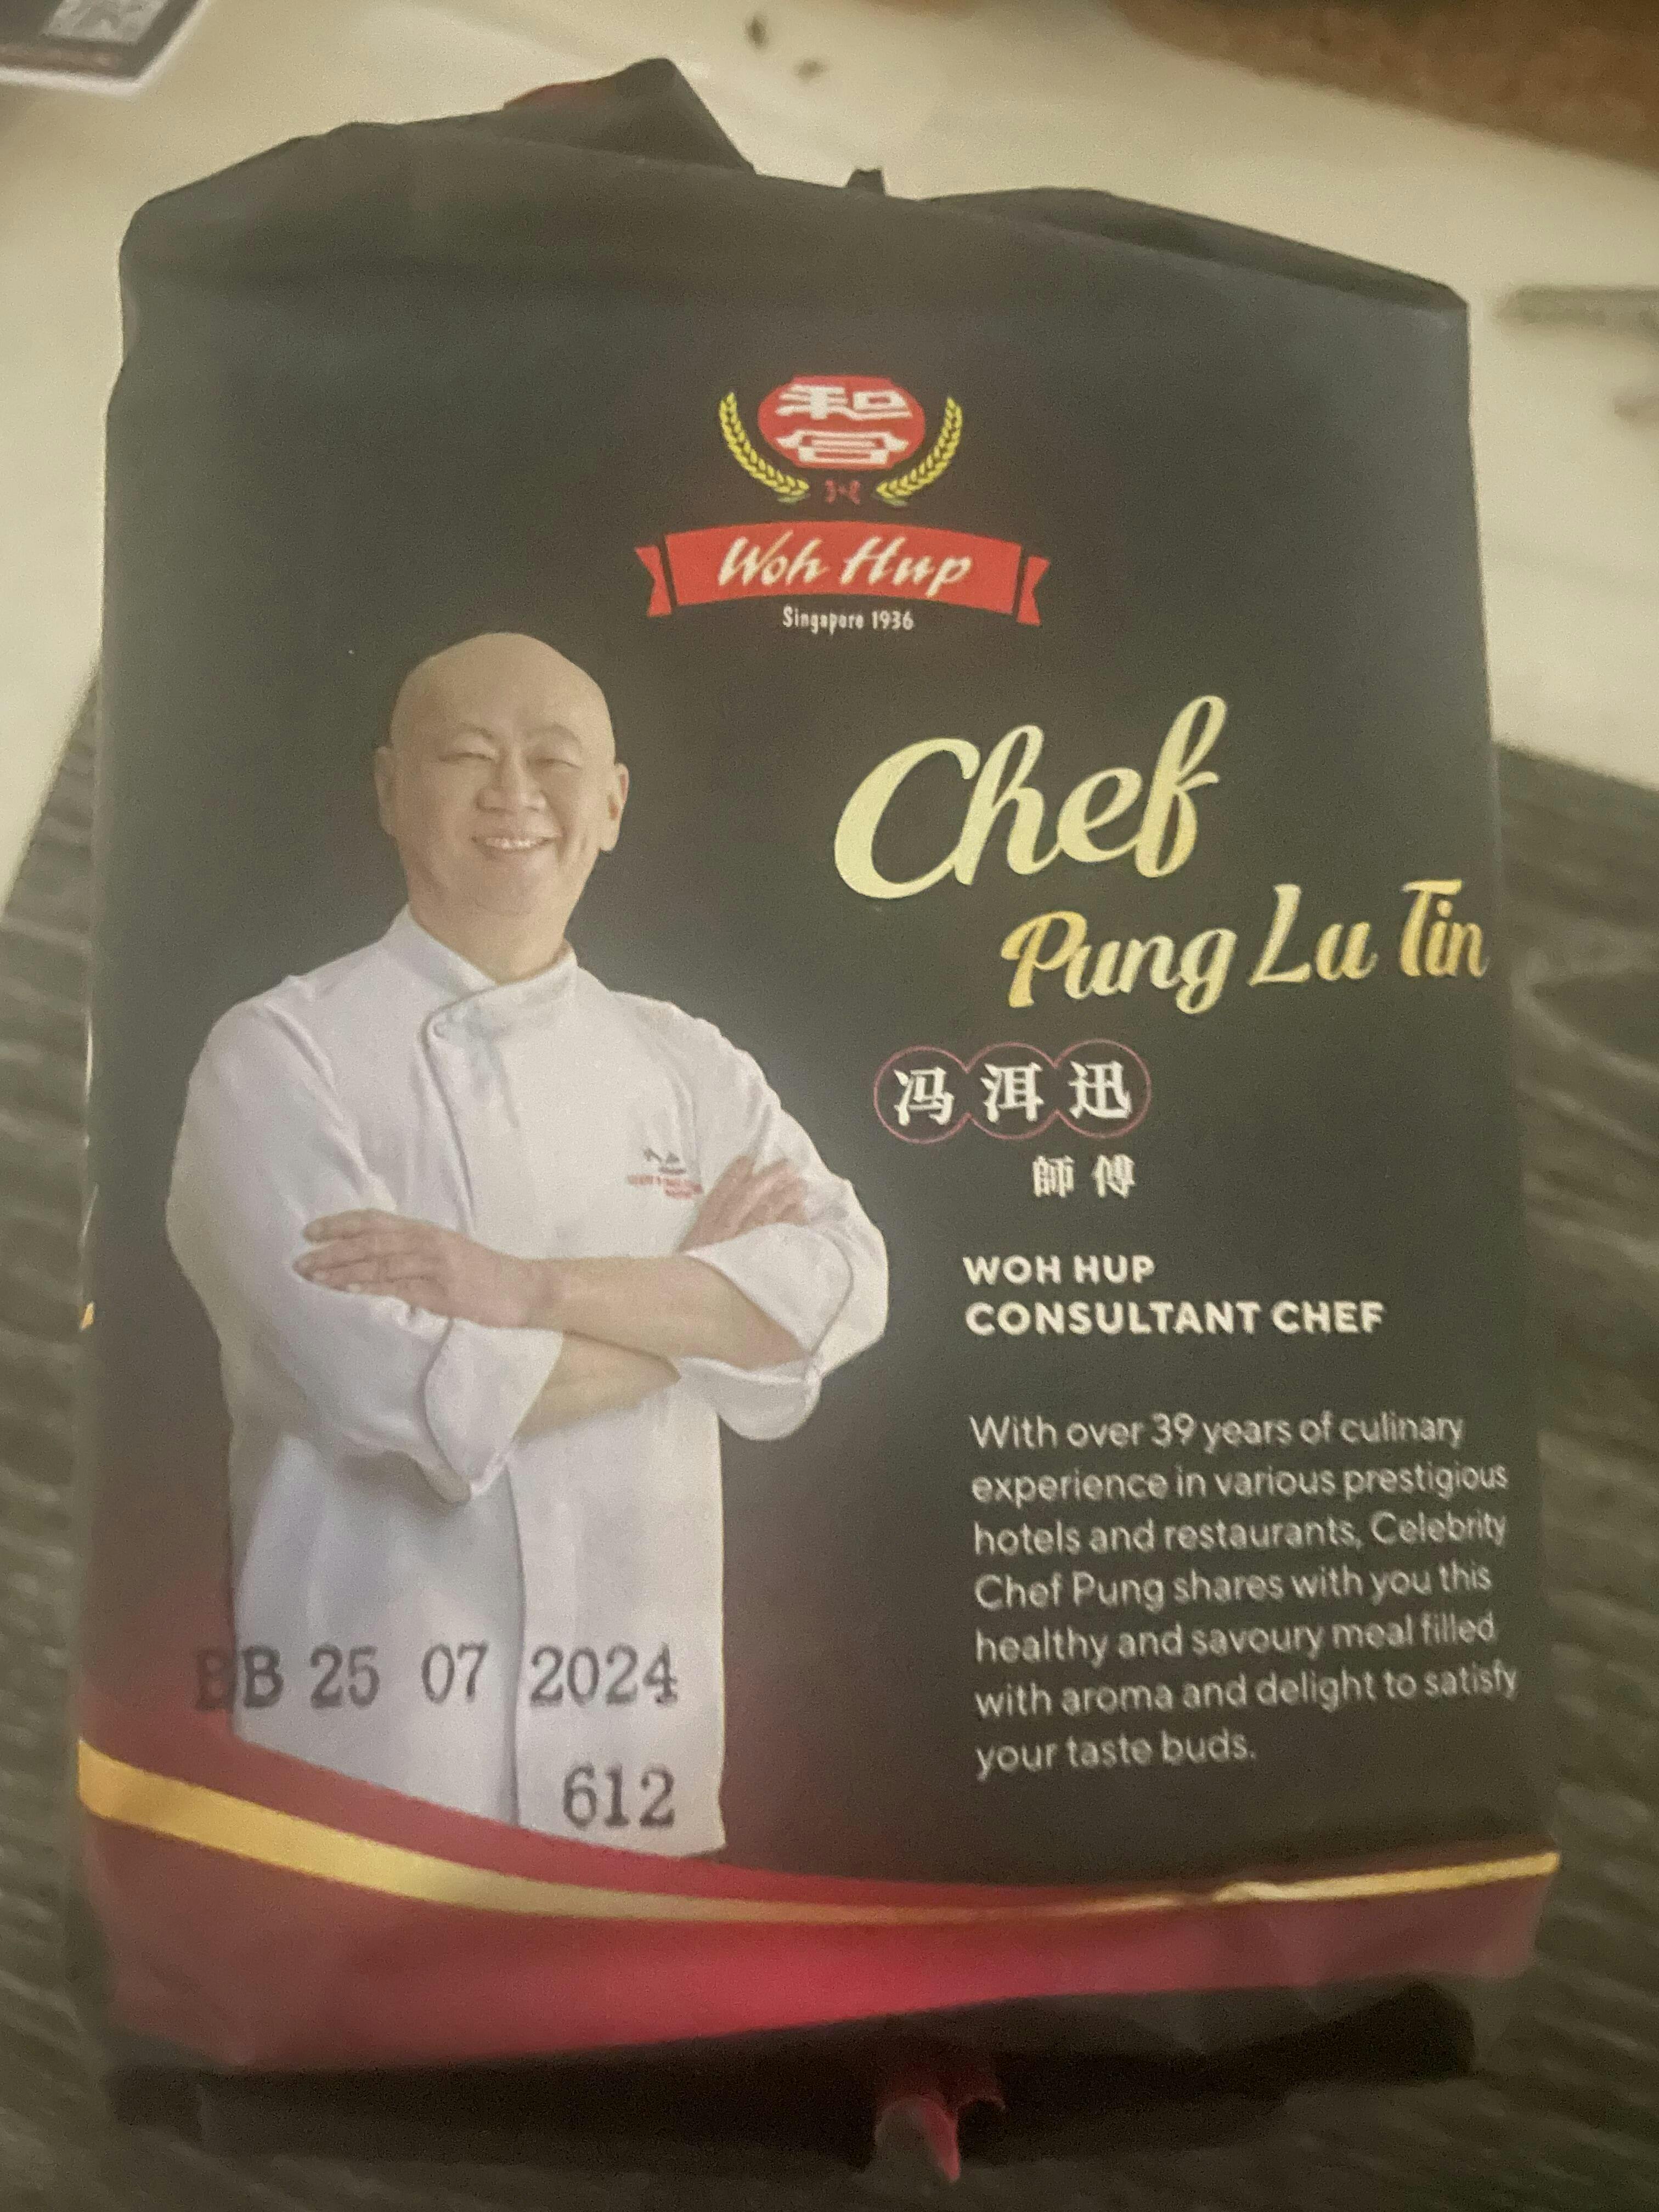 和合
Woh Hup
Singapore 1936
Chef
Pung Lu Tin
冯洱迅
師傅
WOH HUP
CONSULTANT CHEF
With over 39 years of culinary
experience in various prestigious
hotels and restaurants, Celebrity
Chef Pung shares with you this
healthy and savoury meal filled
with aroma and delight to satisfy
your taste buds.
BB 25 07 2024
612